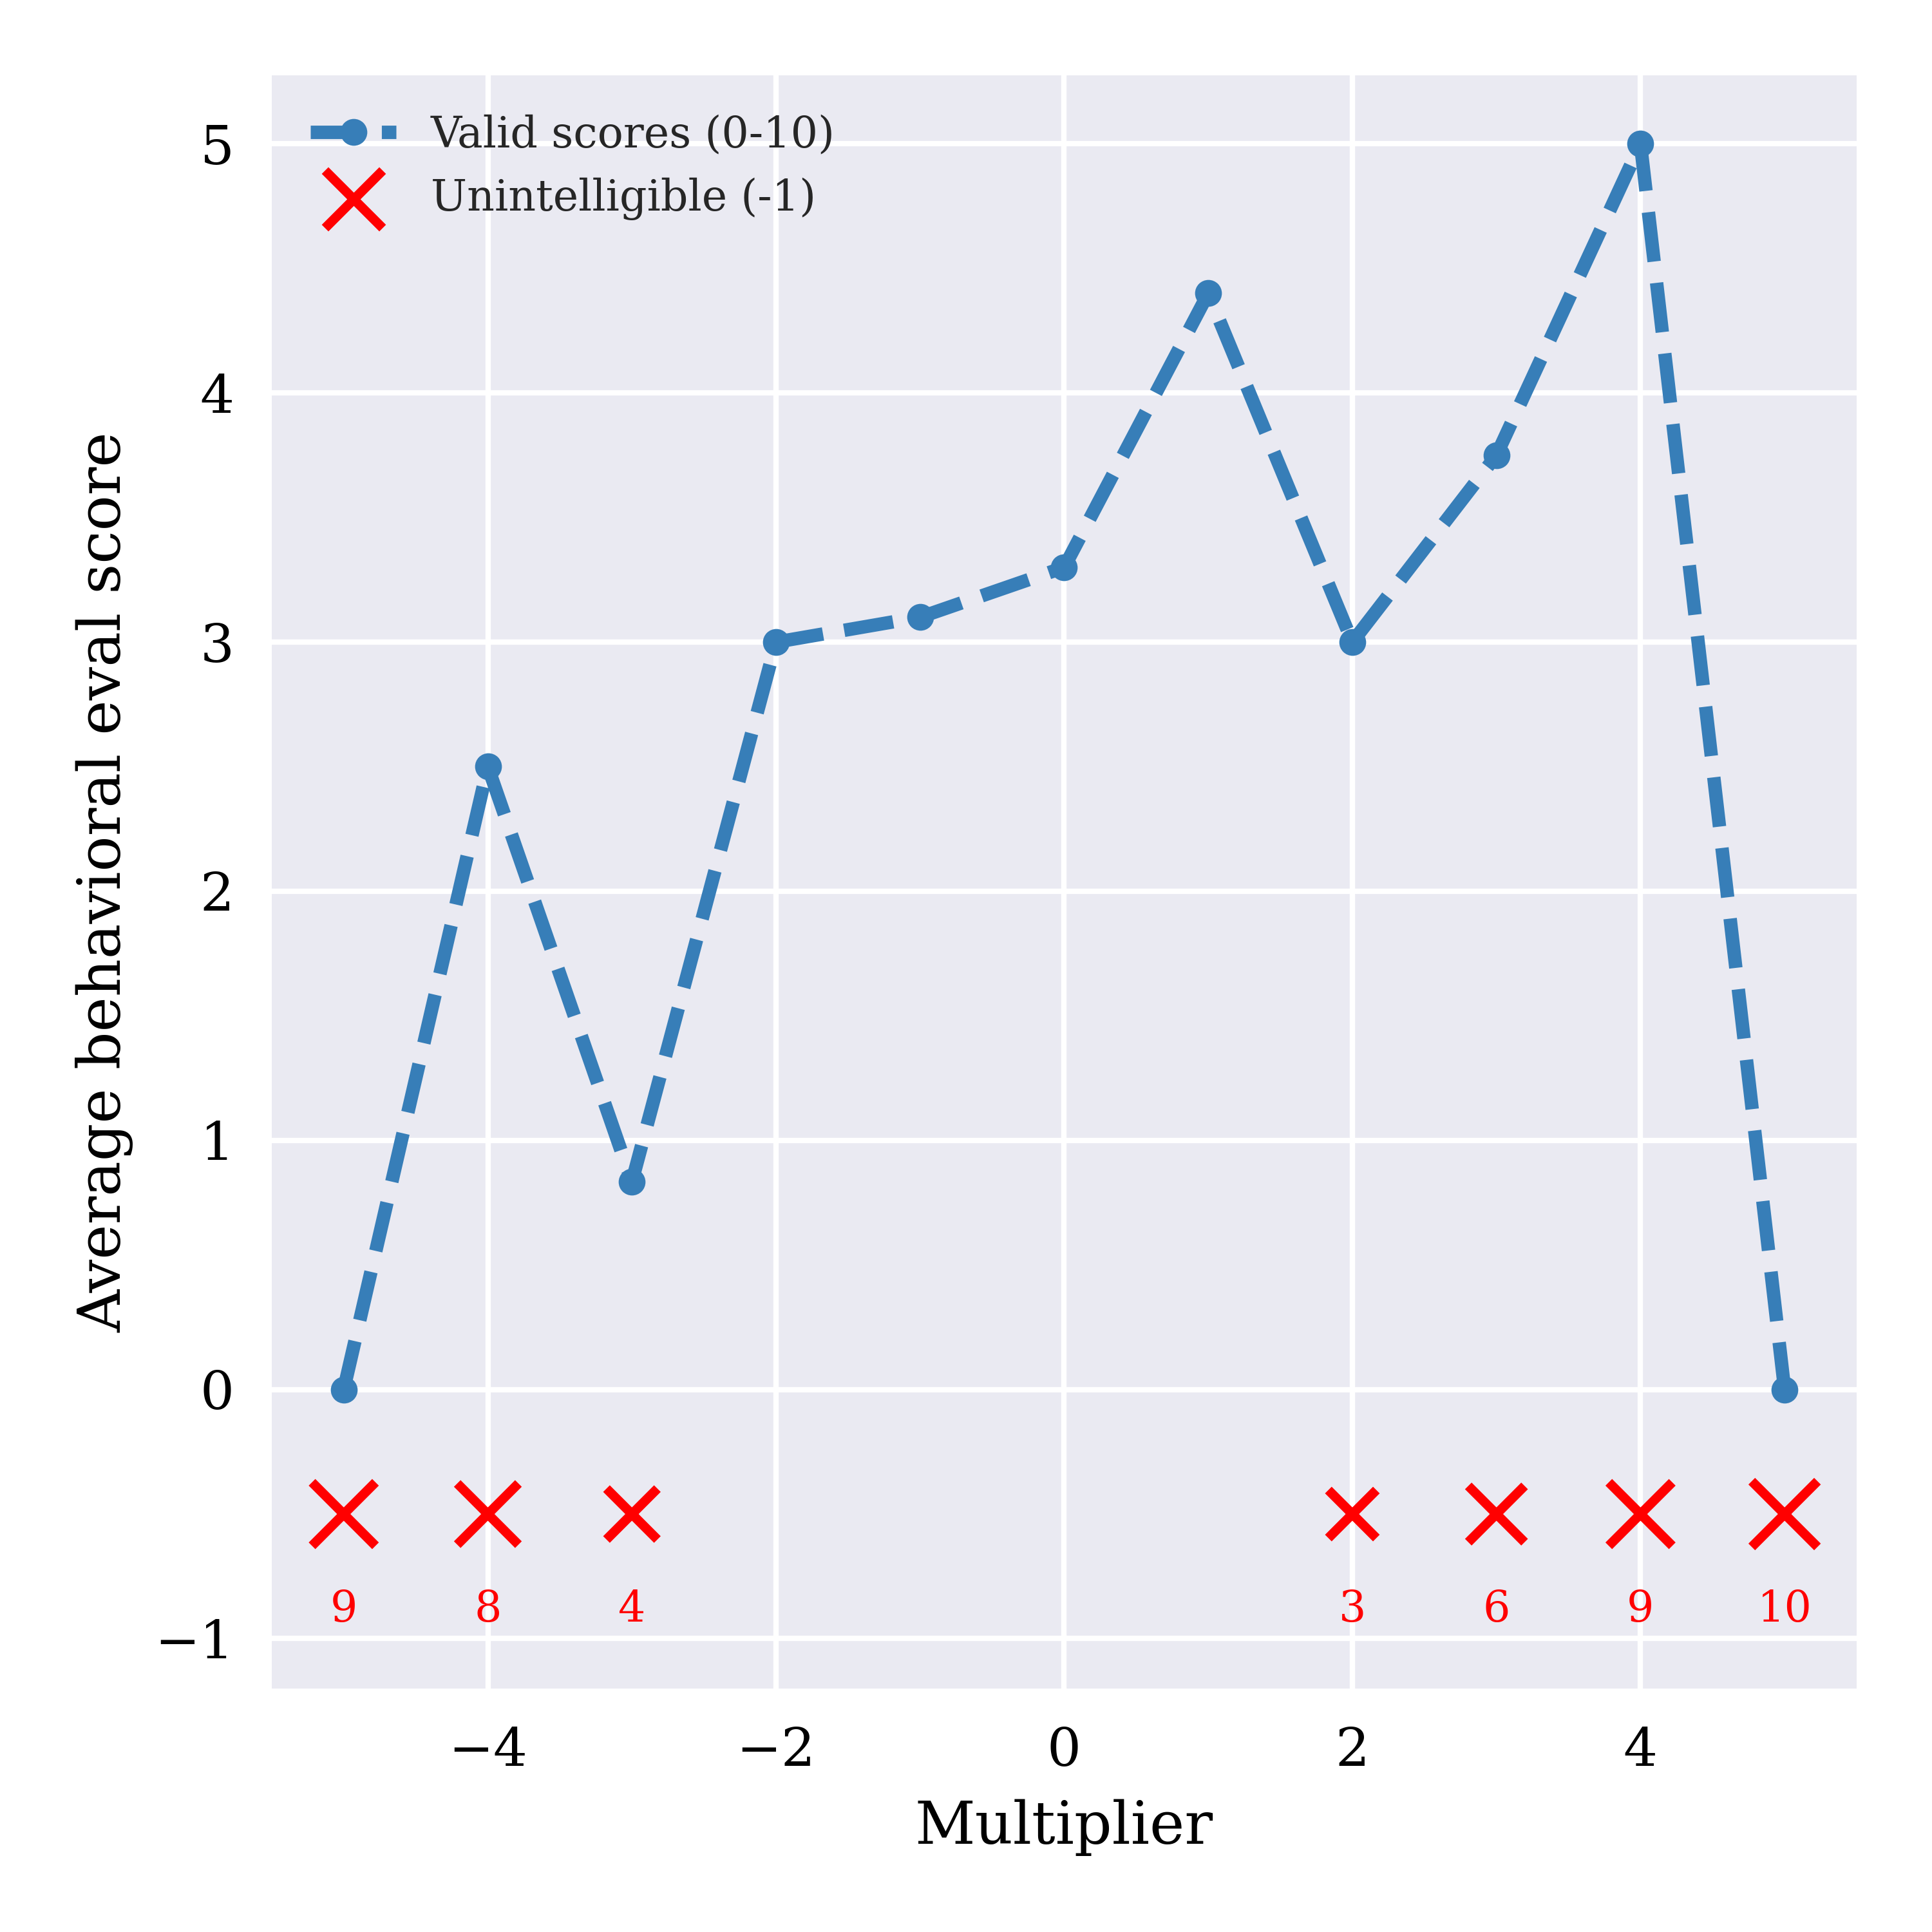 Valid scores (0-10)
Unintelligible (-1)
Average behavioral eval score
5
4
3
2
1
0
−1
9 8 4 3 6 9 10
−4 −2 0 2 4
Multiplier